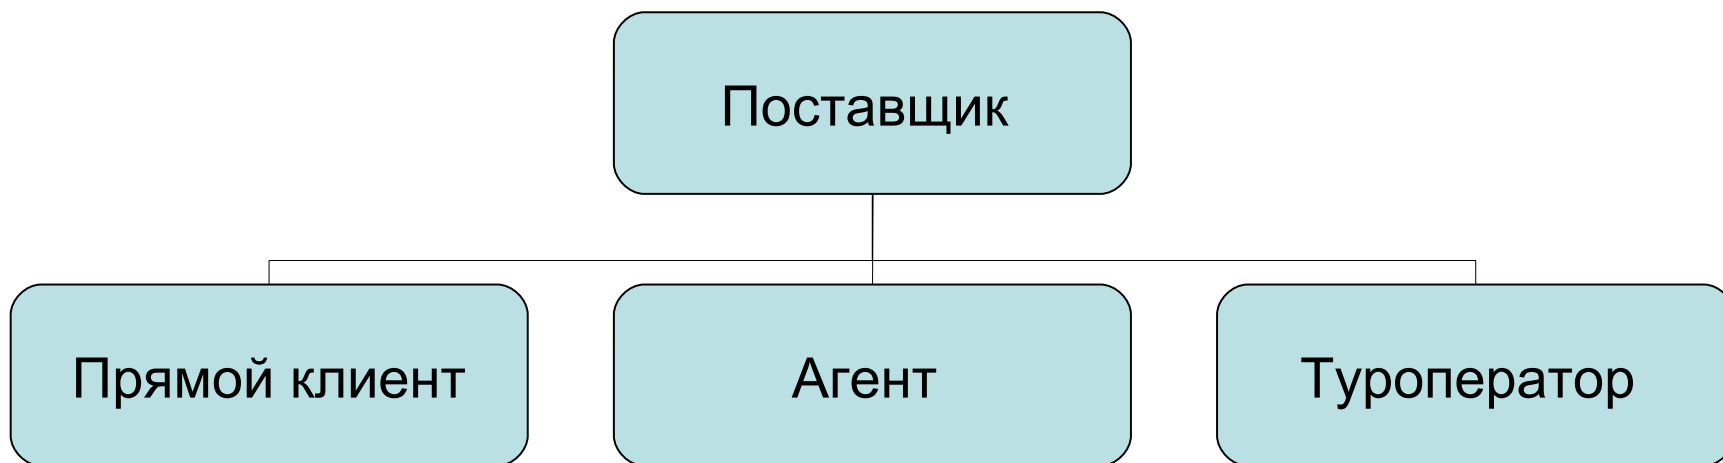 Поставщик
Прямой клиент
Агент
Туроператор